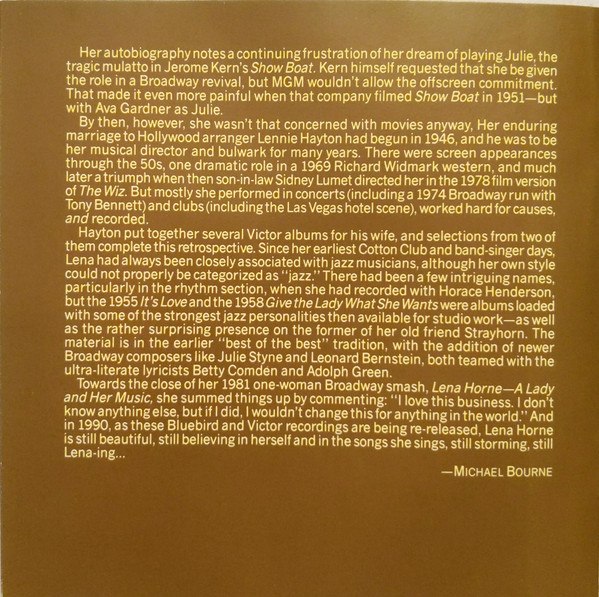 Her autobiography notes a continuing frustration of her dream of playing Julie, the
tragic mulatto in Jerome Kern's Show Boat. Kern himself requested that she be given
the role in a Broadway revival, but MGM wouldn't allow the offscreen commitment.
That made it even more painful when that company filmed Show Boat in 1951—but
with Ava Gardner as Julie.
By then, however, she wasn't that concerned with movies anyway, Her enduring
marriage to Hollywood arranger Lennie Hayton had begun in 1946, and he was to be
her musical director and bulwark for many years. There were screen appearances
through the 50s, one dramatic role in a 1969 Richard Widmark western, and much
later a triumph when then son-in-law Sidney Lumet directed her in the 1978 film version
of The Wiz. But mostly she performed in concerts (including a 1974 Broadway run with
Tony Bennett) and clubs (including the Las Vegas hotel scene), worked hard for causes,
and recorded.
Hayton put together several Victor albums for his wife, and selections from two of
them complete this retrospective. Since her earliest Cotton Club and band-singer days,
Lena had always been closely associated with jazz musicians, although her own style
could not properly be categorized as "jazz." There had been a few intriguing names,
particularly in the rhythm section, when she had recorded with Horace Henderson,
but the 1955 It's Love and the 1958 Give the Lady What She Wants were albums loaded
with some of the strongest jazz personalities then available for studio work—as well
as the rather surprising presence on the former of her old friend Strayhorn. The
material is in the earlier "best of the best" tradition, with the addition of newer
Broadway composers like Julie Styne and Leonard Bernstein, both teamed with the
ultra-literate lyricists Betty Comden and Adolph Green.
Towards the close of her 1981 one-woman Broadway smash, Lena Horne—A Lady
and Her Music, she summed things up by commenting: "I love this business. I don't
know anything else, but if I did, I wouldn't change this for anything in the world." And
in 1990, as these Bluebird and Victor recordings are being re-released, Lena Horne
is still beautiful, still believing in herself and in the songs she sings, still storming, still
Lena-ing...
—MICHAEL BOURNE